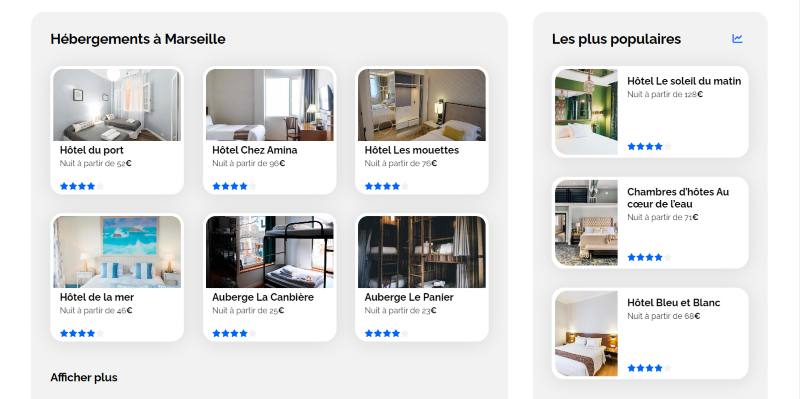 Hébergements à Marseille
Hôtel du port
Nuit à partir de 52€
Hôtel Chez Amina
Nuit à partir de 96€
Hôtel Les mouettes
Nuit à partir de 76€
Hôtel de la mer
Nuit à partir de 46€
Auberge La Canbière
Nuit à partir de 25€
Auberge Le Panier
Nuit à partir de 23€
Afficher plus
Les plus populaires
Hôtel Le soleil du matin
Nuit à partir de 128€
Chambres d'hôtes Au
cœur de l'eau
Nuit à partir de 71€
Hôtel Bleu et Blanc
Nuit à partir de 68€